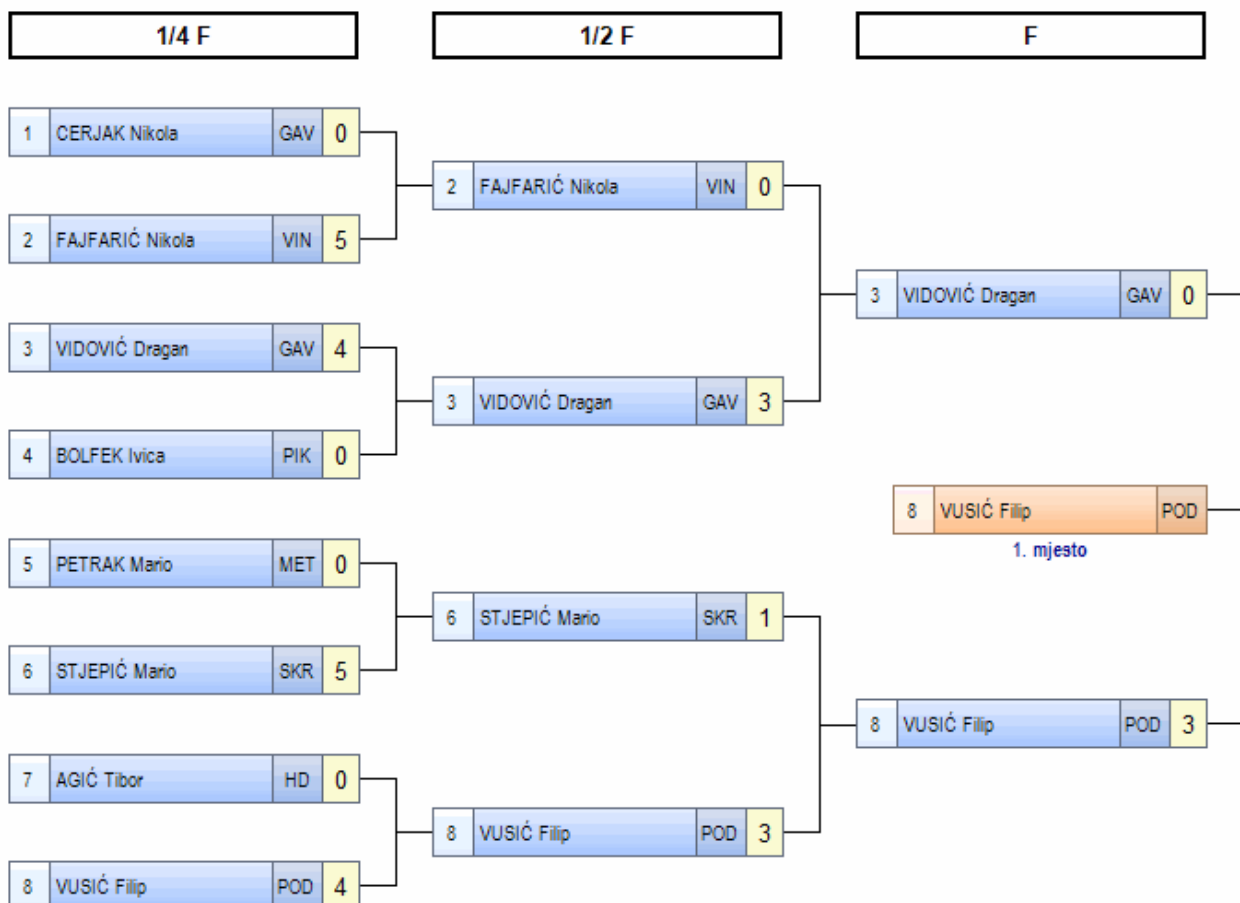 1/4 F
1/2 F
F
1 CERJAK Nikola GAV 0
2 FAJFARIĆ Nikola VIN 5
3 VIDOVIĆ Dragan GAV 4
4 BOLFEK Ivica PIK 0
5 PETRAK Mario MET 0
6 STJEPIĆ Mario SKR 5
7 AGIĆ Tibor HD 0
8 VUSIĆ Filip POD 4
2 FAJFARIĆ Nikola VIN 0
3 VIDOVIĆ Dragan GAV 3
6 STJEPIĆ Mario SKR 1
8 VUSIĆ Filip POD 3
3 VIDOVIĆ Dragan GAV 0
8 VUSIĆ Filip POD
1. mjesto
8 VUSIĆ Filip POD 3